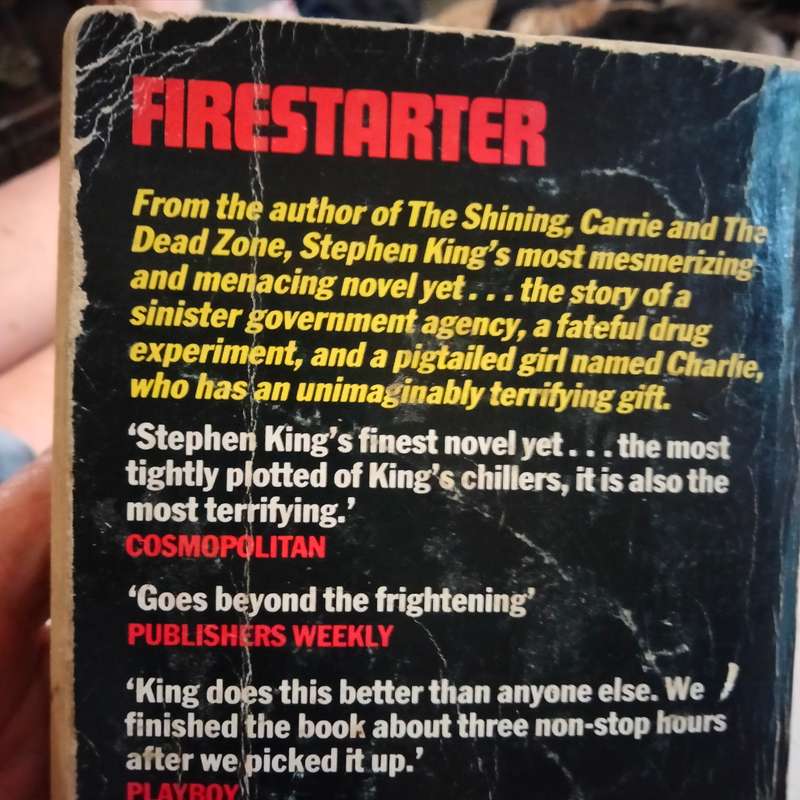 FIRESTARTER
From the author of The Shining, Carrie and The
Dead Zone, Stephen King's most mesmerizing
and menacing novel yet . . . the story of a
sinister government agency, a fateful drug
experiment, and a pigtailed girl named Charlie,
who has an unimaginably terrifying gift.
‘Stephen King's finest novel yet . . . the most
tightly plotted of King's chillers, it is also the
most terrifying.’
COSMOPOLITAN
‘Goes beyond the frightening’
PUBLISHERS WEEKLY
‘King does this better than anyone else. We
finished the book about three non-stop hours
after we picked it up.’
PLAYBOY